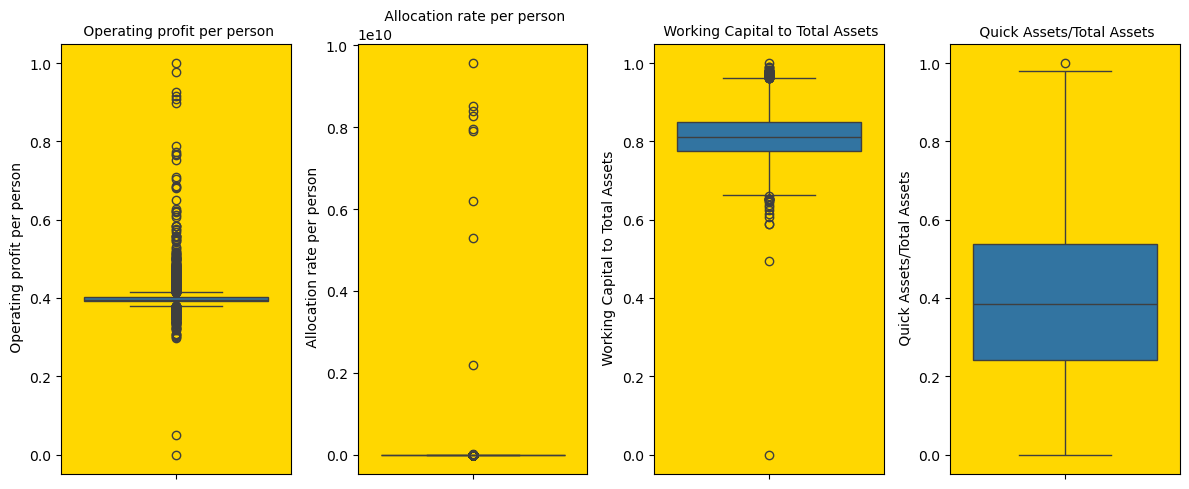 Operating profit per person
Operating profit per person
1.0
0.8
0.6
0.4
0.2
0.0
Allocation rate per person
1e10
Allocation rate per person
1.0
0.8
0.6
0.4
0.2
0.0
Working Capital to Total Assets
Working Capital to Total Assets
1.0
0.8
0.6
0.4
0.2
0.0
Quick Assets/Total Assets
Quick Assets/Total Assets
1.0
0.8
0.6
0.4
0.2
0.0